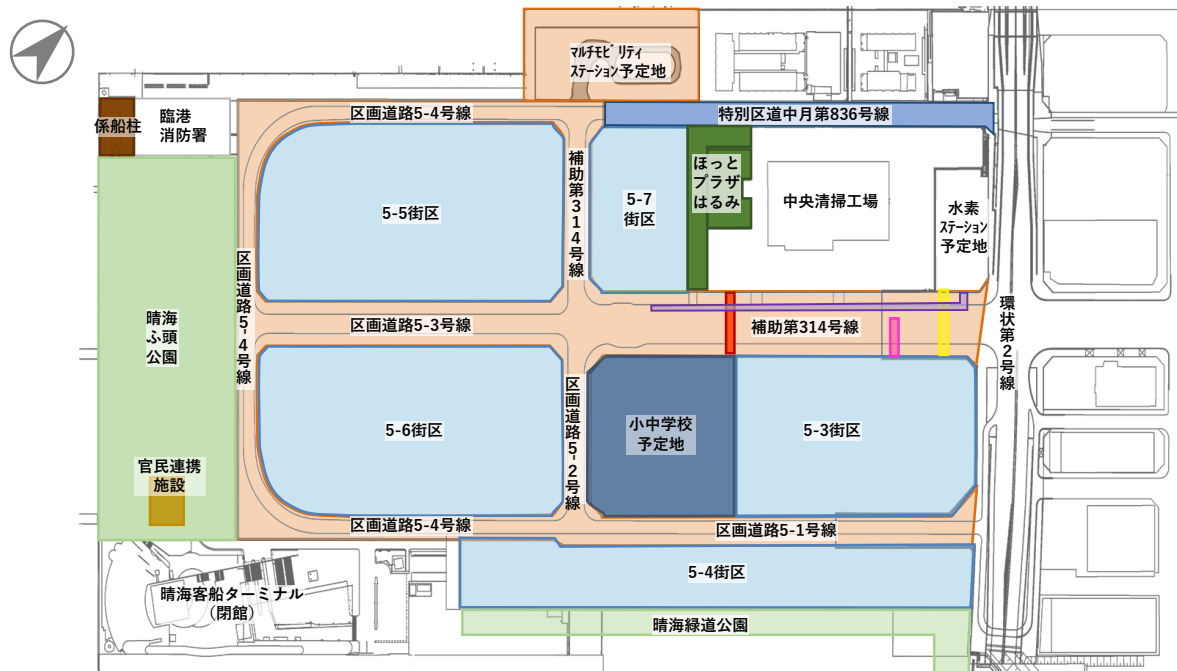 マルチモビリティ
ステーション予定地
係船柱
臨港
消防署
区画道路5-4号線
特別区道中月第836号線
補助第314号線
ほっと
プラザ
はるみ
5-5街区
5-7
街区
中央清掃工場
水素
ステーション
予定地
区画道路5-4号線
晴海
ふ頭
公園
区画道路5-3号線
補助第314号線
環状第2号線
区画道路5-2号線
5-6街区
小中学校
予定地
5-3街区
官民連携
施設
区画道路5-4号線
区画道路5-1号線
5-4街区
晴海客船ターミナル
（閉館）
晴海緑道公園